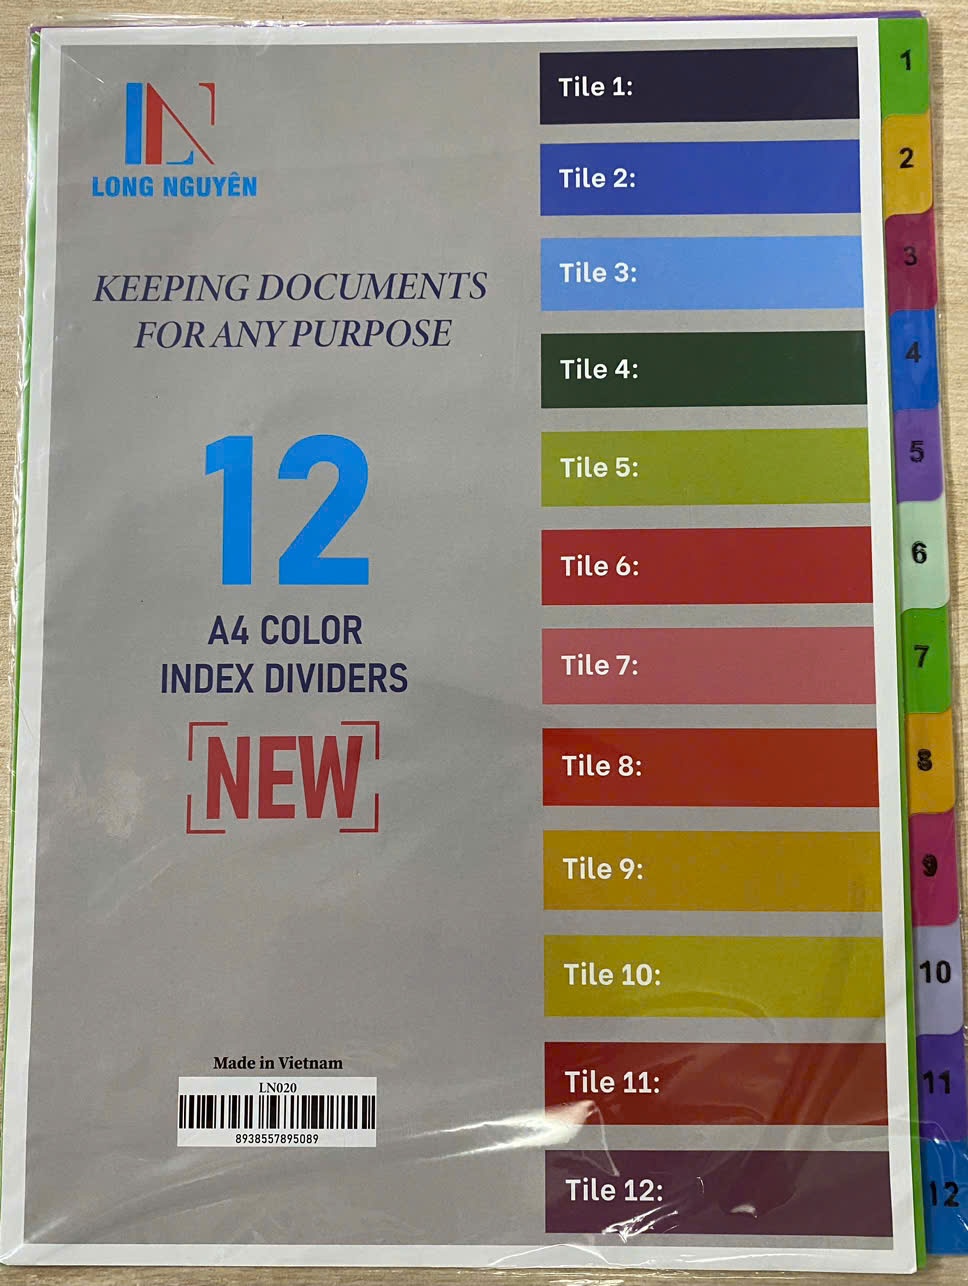 LONG NGUYÊN
KEEPING DOCUMENTS
FOR ANY PURPOSE
12
A4 COLOR
INDEX DIVIDERS
NEW
Made in Vietnam
LN020
8938557895089
Tile 1:
Tile 2:
Tile 3:
Tile 4:
Tile 5:
Tile 6:
Tile 7:
Tile 8:
Tile 9:
Tile 10:
Tile 11:
Tile 12:
1
2
3
4
5
6
7
8
9
10
11
12